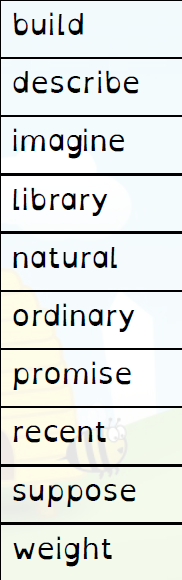 build
describe
imagine
library
natural
ordinary
promise
recent
suppose
weight